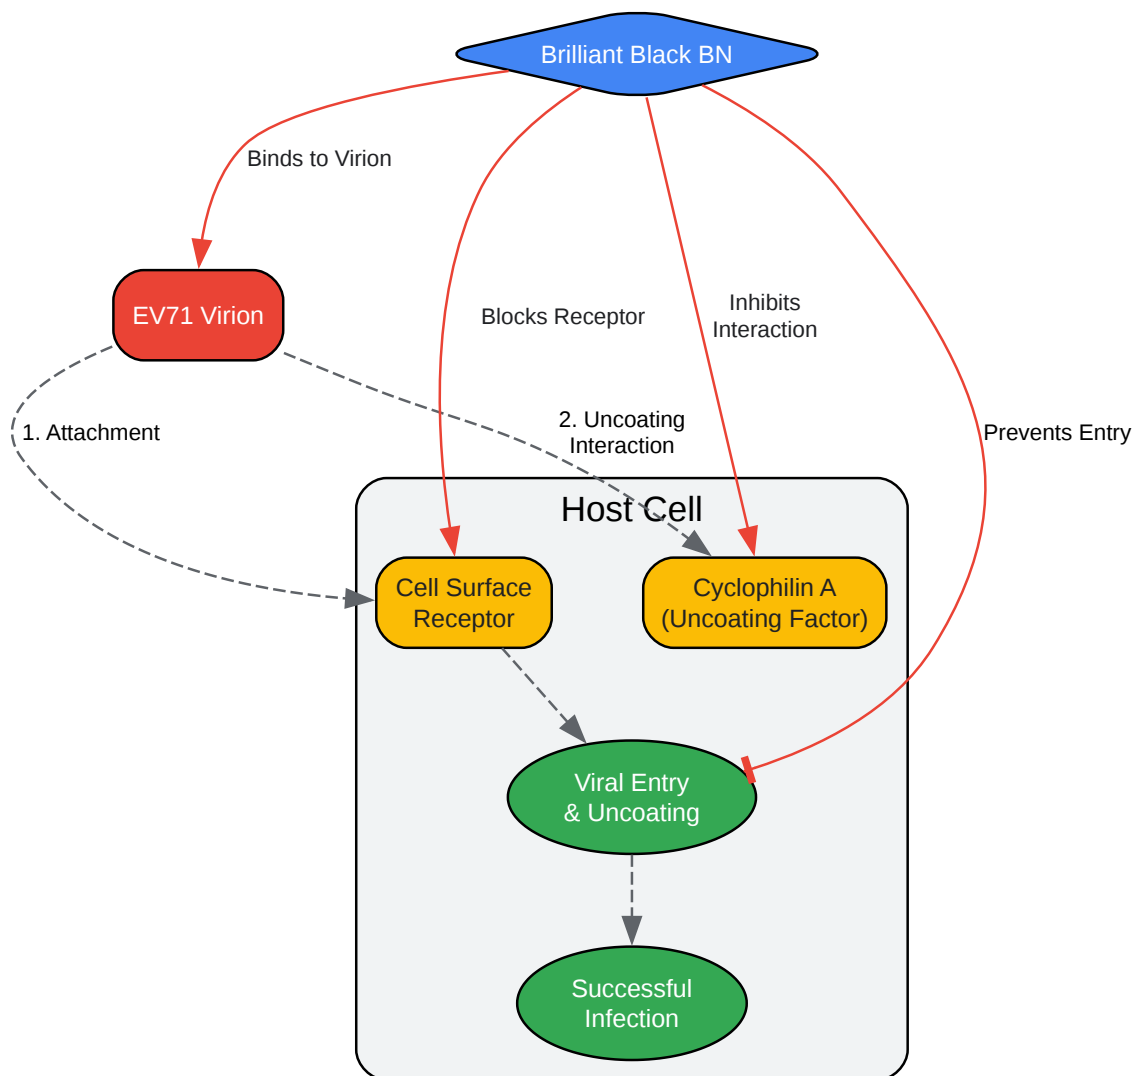 Brilliant Black BN
Binds to Virion
EV71 Virion
Blocks Receptor
Inhibits
Interaction
1. Attachment
2. Uncoating
Interaction
Prevents Entry
Host Cell
Cell Surface
Receptor
Cyclophilin A
(Uncoating Factor)
Viral Entry
& Uncoating
Successful
Infection